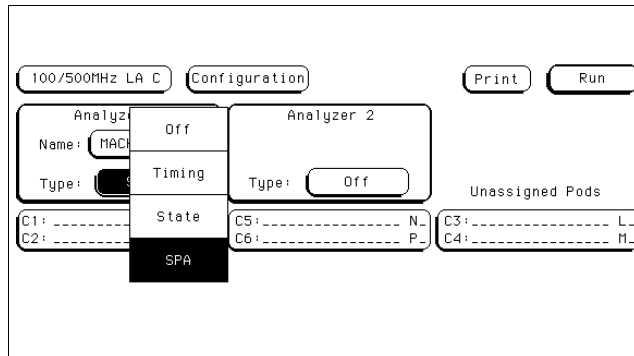 100/500MHz LA C Configuration Print Run
Analyz Analyzer 2
Off
Name: MACH
Timing
Type: S Type: Off
Unassigned Pods
State
C1: C5: N C3: L
C2: C6: P C4: M
SPA